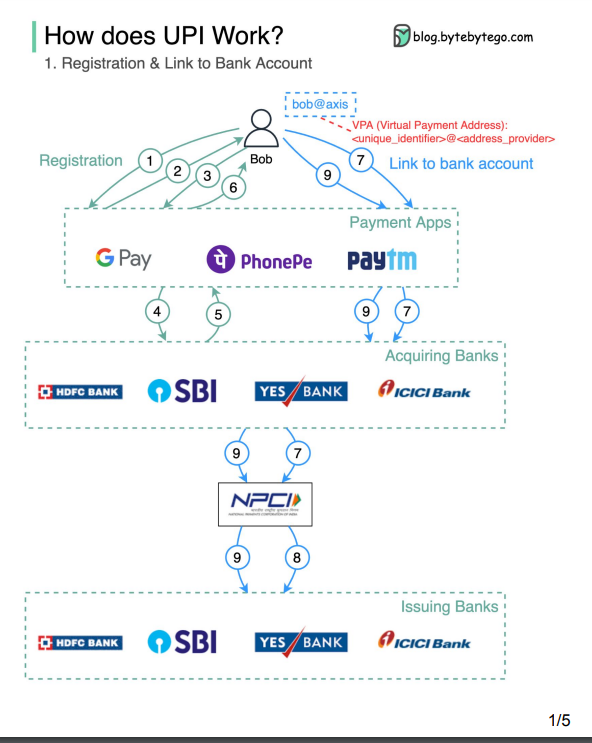 How does UPI Work?
blog.bytebytego.com
1. Registration & Link to Bank Account
bob@axis
VPA (Virtual Payment Address):
<unique_identifier>@<address_provider>
Registration
1
2
3
6
Bob
9
7
Link to bank account
Payment Apps
G Pay
पे PhonePe
paytm
4
5
9
7
Acquiring Banks
HDFC BANK
SBI
YES BANK
ICICI Bank
9
7
NPCI
NATIONAL PAYMENTS CORPORATION OF INDIA
9
8
Issuing Banks
HDFC BANK
SBI
YES BANK
ICICI Bank
1/5